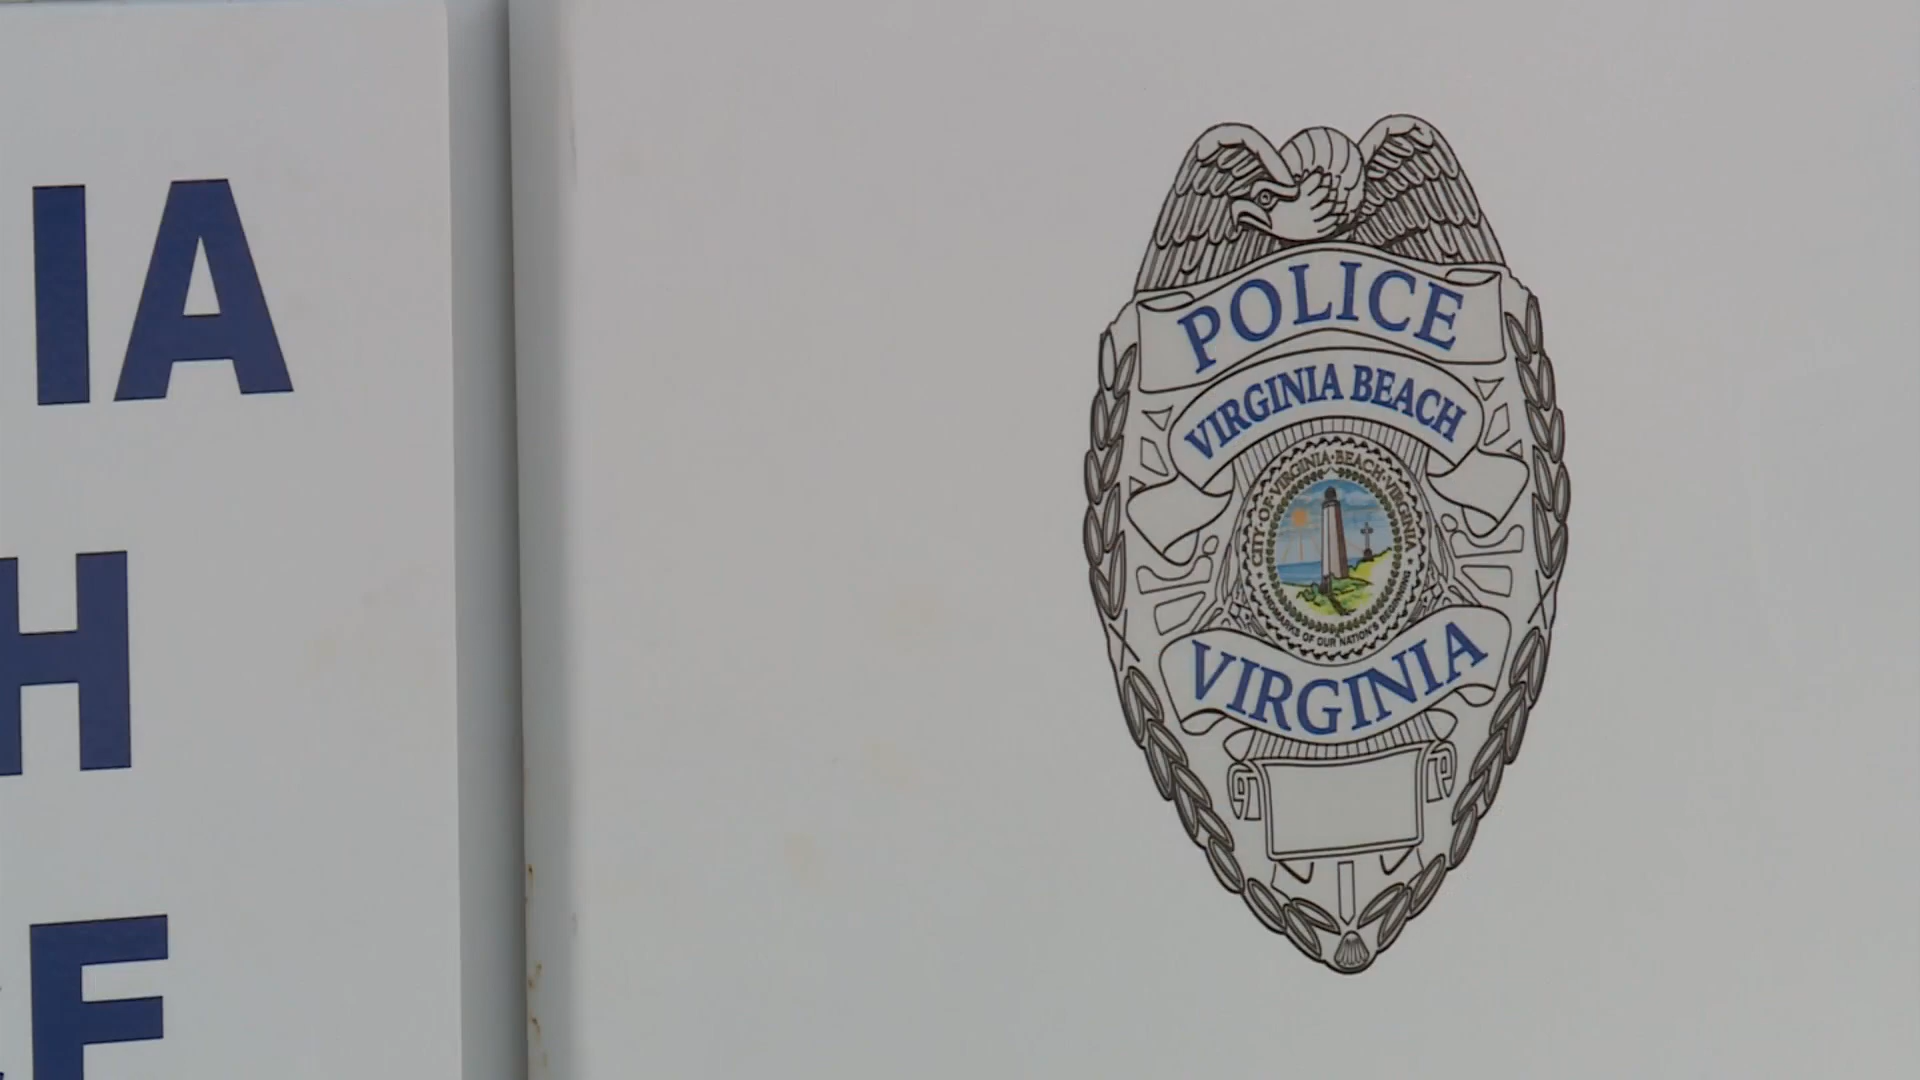 IA
H
E
POLICE
VIRGINIA BEACH
CITY OF VIRGINIA·BEACH·VIRGINIA
LANDMARKS OF OUR NATION'S BEGINNING
VIRGINIA